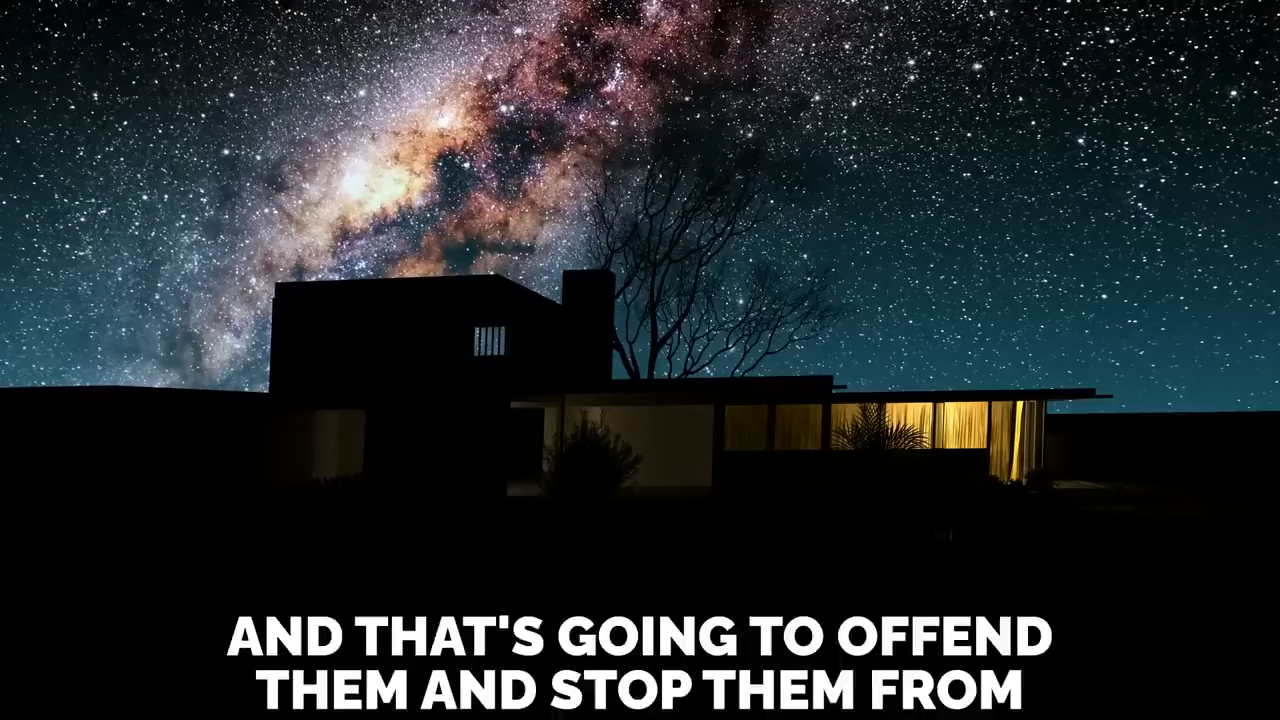 AND THAT'S GOING TO OFFEND
THEM AND STOP THEM FROM